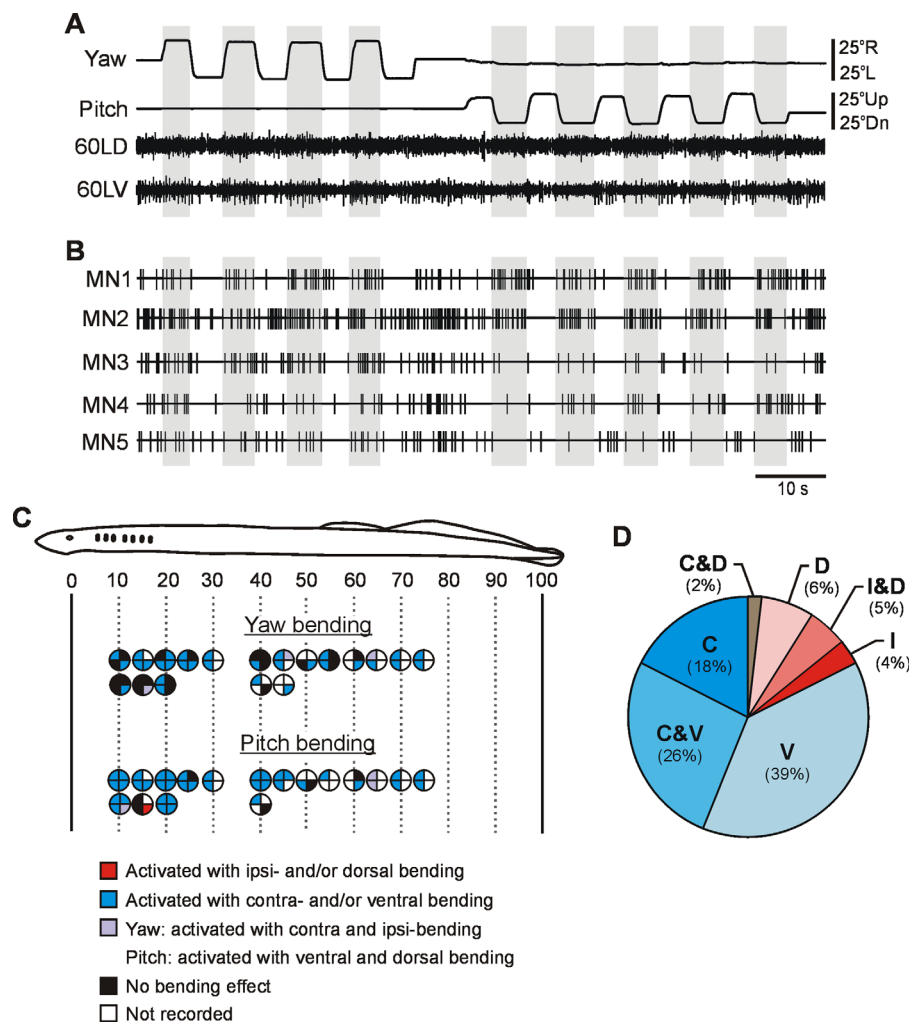 A
Yaw
25°R
25°L
Pitch
25°Up
25°Dn
60LD
60LV
B
MN1
MN2
MN3
MN4
MN5
10 s
C
0 10 20 30 40 50 60 70 80 90 100
Yaw bending
Pitch bending
Activated with ipsi- and/or dorsal bending
Activated with contra- and/or ventral bending
Yaw: activated with contra and ipsi-bending
Pitch: activated with ventral and dorsal bending
No bending effect
Not recorded
D
C&D
(2%)
D
(6%)
I&D
(5%)
I
(4%)
C
(18%)
C&V
(26%)
V
(39%)